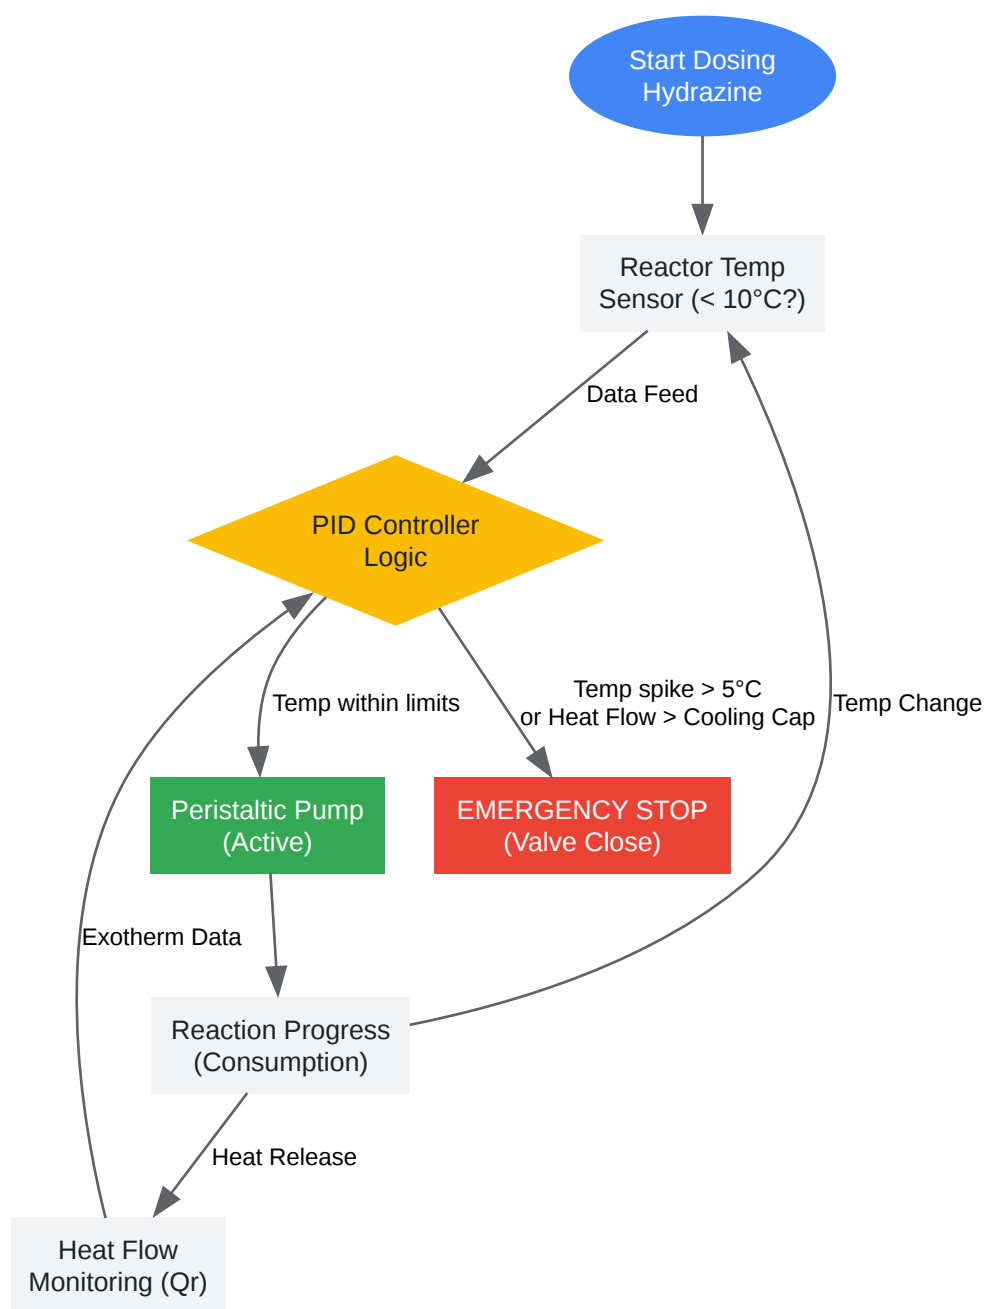 Start Dosing
Hydrazine
Reactor Temp
Sensor (< 10°C?)
Data Feed
PID Controller
Logic
Temp within limits
Temp spike > 5°C
or Heat Flow > Cooling Cap
Temp Change
Peristaltic Pump
(Active)
EMERGENCY STOP
(Valve Close)
Exotherm Data
Reaction Progress
(Consumption)
Heat Release
Heat Flow
Monitoring (Qr)